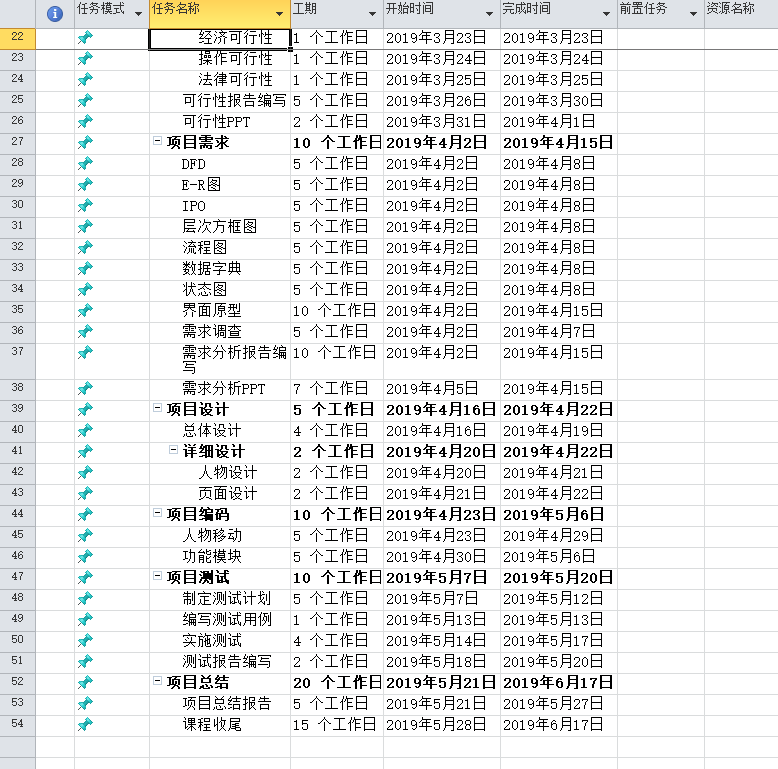 任务模式 任务名称 工期 开始时间 完成时间 前置任务 资源名称
22 经济可行性 1 个工作日 2019年3月23日 2019年3月23日
23 操作可行性 1 个工作日 2019年3月24日 2019年3月24日
24 法律可行性 1 个工作日 2019年3月25日 2019年3月25日
25 可行性报告编写 5 个工作日 2019年3月26日 2019年3月30日
26 可行性PPT 2 个工作日 2019年3月31日 2019年4月1日
27 项目需求 10 个工作日 2019年4月2日 2019年4月15日
28 DFD 5 个工作日 2019年4月2日 2019年4月8日
29 E-R图 5 个工作日 2019年4月2日 2019年4月8日
30 IPO 5 个工作日 2019年4月2日 2019年4月8日
31 层次方框图 5 个工作日 2019年4月2日 2019年4月8日
32 流程图 5 个工作日 2019年4月2日 2019年4月8日
33 数据字典 5 个工作日 2019年4月2日 2019年4月8日
34 状态图 5 个工作日 2019年4月2日 2019年4月8日
35 界面原型 10 个工作日 2019年4月2日 2019年4月15日
36 需求调查 5 个工作日 2019年4月2日 2019年4月7日
37 需求分析报告编 10 个工作日 2019年4月2日 2019年4月15日
写
38 需求分析PPT 7 个工作日 2019年4月5日 2019年4月15日
39 项目设计 5 个工作日 2019年4月16日 2019年4月22日
40 总体设计 4 个工作日 2019年4月16日 2019年4月19日
41 详细设计 2 个工作日 2019年4月20日 2019年4月22日
42 人物设计 2 个工作日 2019年4月20日 2019年4月21日
43 页面设计 2 个工作日 2019年4月21日 2019年4月22日
44 项目编码 10 个工作日 2019年4月23日 2019年5月6日
45 人物移动 5 个工作日 2019年4月23日 2019年4月29日
46 功能模块 5 个工作日 2019年4月30日 2019年5月6日
47 项目测试 10 个工作日 2019年5月7日 2019年5月20日
48 制定测试计划 5 个工作日 2019年5月7日 2019年5月12日
49 编写测试用例 1 个工作日 2019年5月13日 2019年5月13日
50 实施测试 4 个工作日 2019年5月14日 2019年5月17日
51 测试报告编写 2 个工作日 2019年5月18日 2019年5月20日
52 项目总结 20 个工作日 2019年5月21日 2019年6月17日
53 项目总结报告 5 个工作日 2019年5月21日 2019年5月27日
54 课程收尾 15 个工作日 2019年5月28日 2019年6月17日